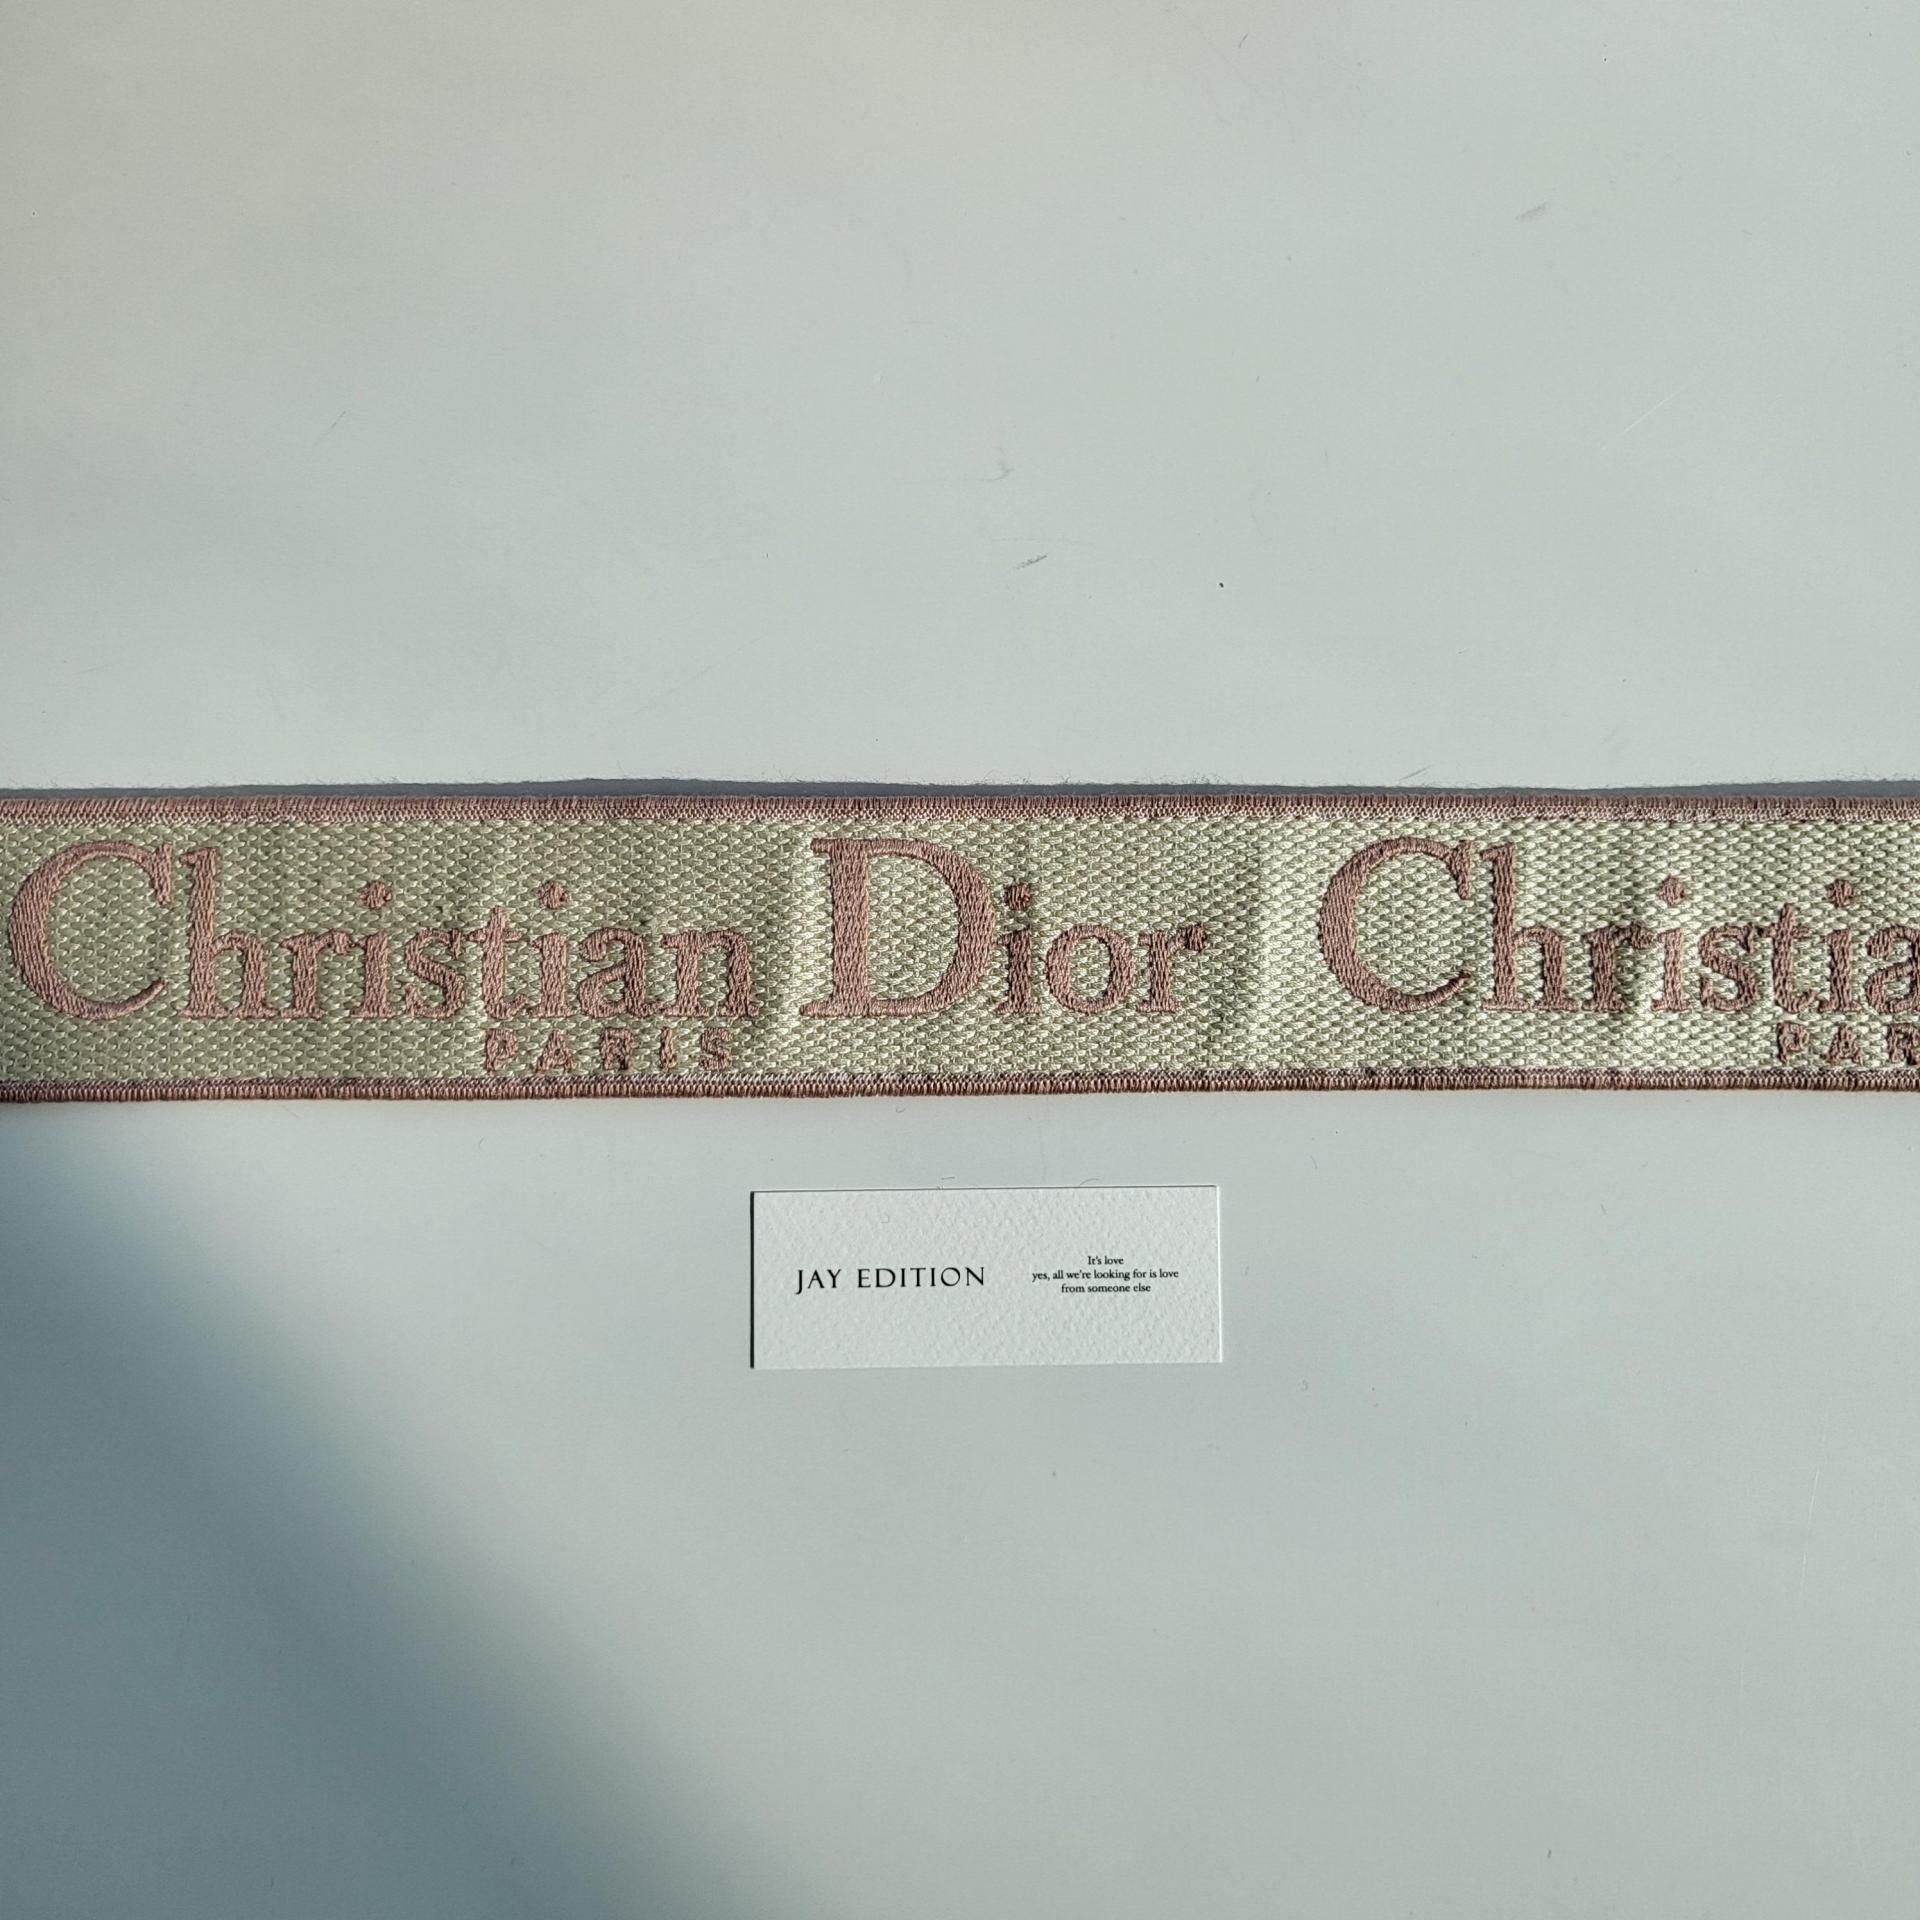 Christian Dior Christia
PARIS PAR
JAY EDITION
It's love
yes, all we're looking for is love
from someone else